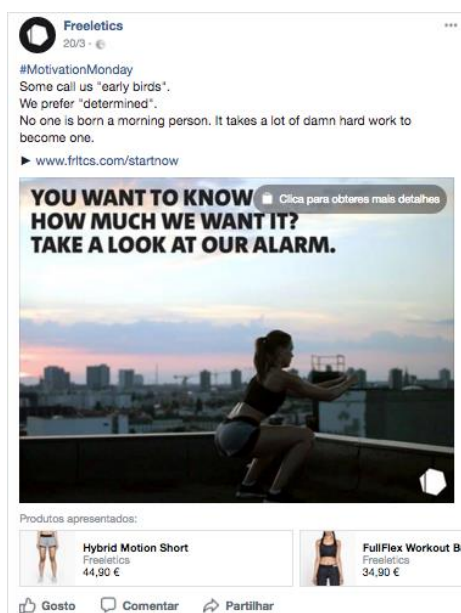 Freeletics
20/3 ·
#MotivationMonday
Some call us "early birds".
We prefer "determined".
No one is born a morning person. It takes a lot of damn hard work to
become one.
► www.frltcs.com/startnow
YOU WANT TO KNOW
Clica para obteres mais detalhes
HOW MUCH WE WANT IT?
TAKE A LOOK AT OUR ALARM.
Produtos apresentados:
Hybrid Motion Short
Freeletics
44,90 €
FullFlex Workout B
Freeletics
34,90 €
Gosto
Comentar
Partilhar